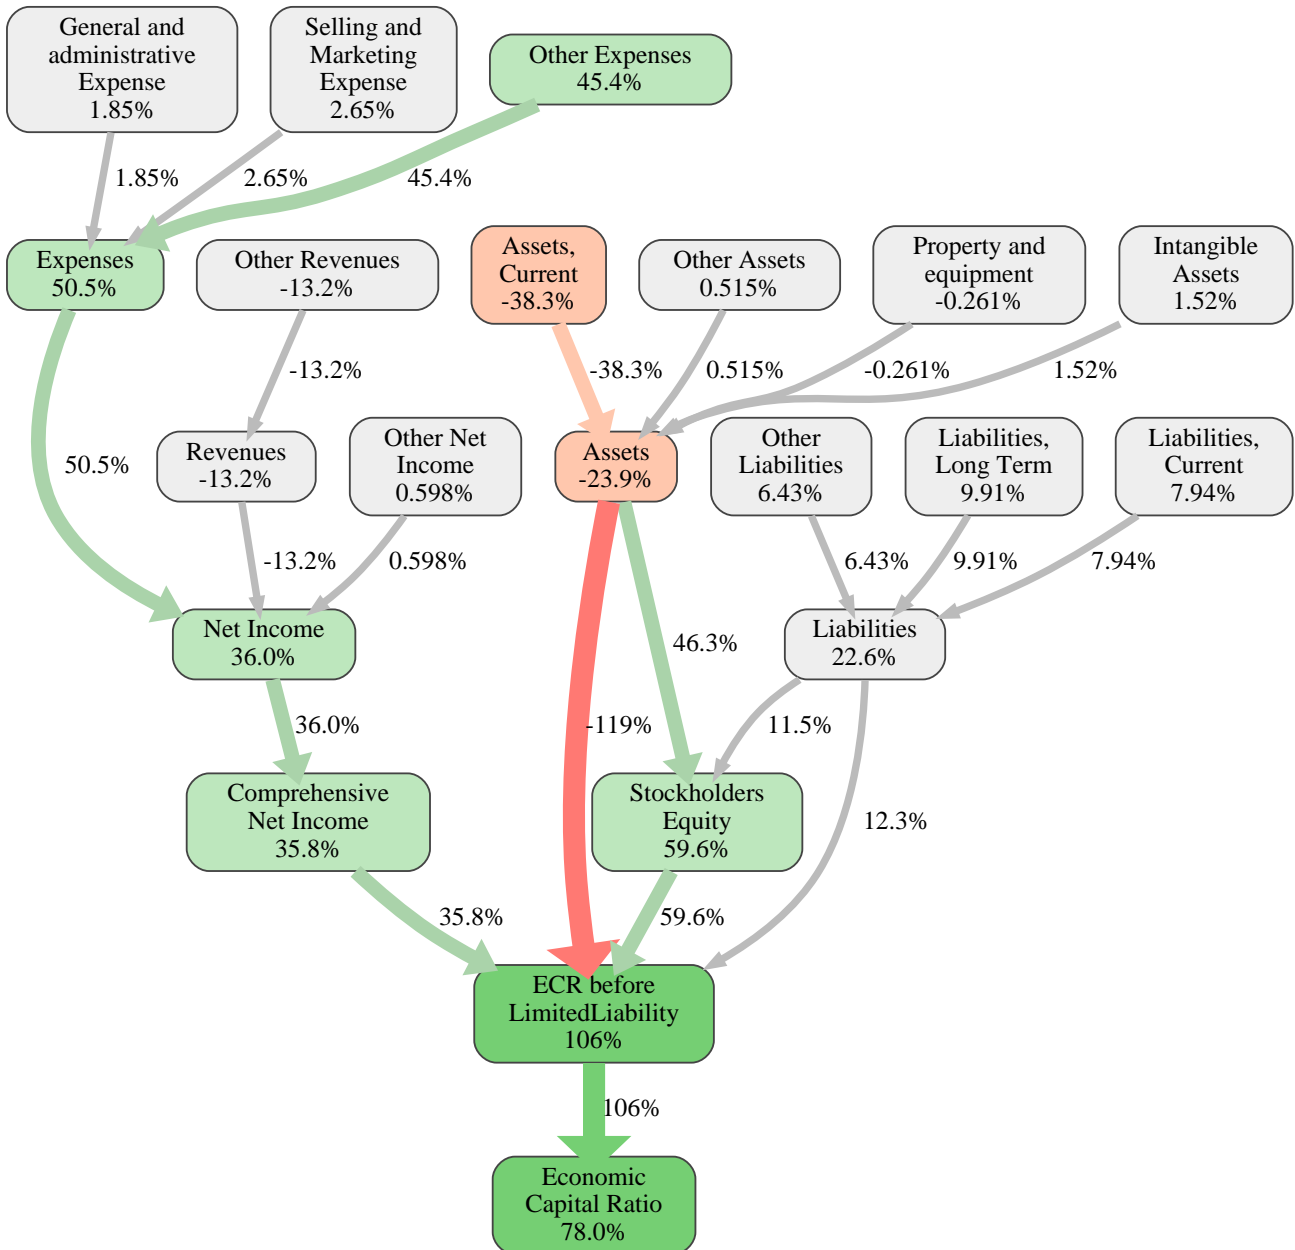 General and
administrative
Expense
1.85%
Selling and
Marketing
Expense
2.65%
Other Expenses
45.4%
1.85%
2.65%
45.4%
Expenses
50.5%
Other Revenues
-13.2%
Assets,
Current
-38.3%
Other Assets
0.515%
Property and
equipment
-0.261%
Intangible
Assets
1.52%
-13.2%
-38.3%
0.515%
-0.261%
1.52%
50.5%
Revenues
-13.2%
Other Net
Income
0.598%
Assets
-23.9%
Other
Liabilities
6.43%
Liabilities,
Long Term
9.91%
Liabilities,
Current
7.94%
-13.2%
0.598%
6.43%
9.91%
7.94%
Net Income
36.0%
46.3%
Liabilities
22.6%
36.0%
-119%
11.5%
Comprehensive
Net Income
35.8%
Stockholders
Equity
59.6%
12.3%
35.8%
59.6%
ECR before
LimitedLiability
106%
106%
Economic
Capital Ratio
78.0%